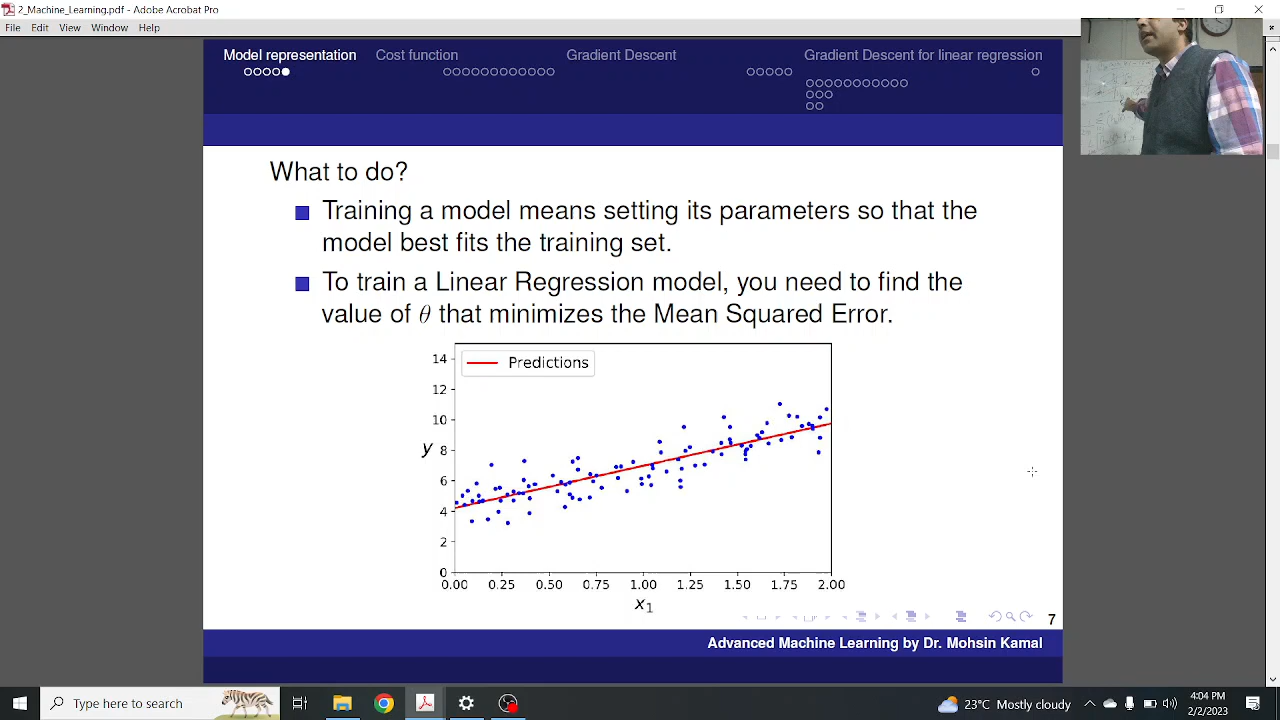 2_Machine_Learning.pdf - Adobe Acrobat Pro
File Edit View Window Help
Model representation Cost function Gradient Descent Gradient Descent for linear regression
What to do?
Training a model means setting its parameters so that the
model best fits the training set.
To train a Linear Regression model, you need to find the
value of θ that minimizes the Mean Squared Error.
Predictions
14
12
10
8
6
4
2
0
y
0.00 0.25 0.50 0.75 1.00 1.25 1.50 1.75 2.00
x₁
7
Advanced Machine Learning by Dr. Mohsin Kamal
Type here to search
23°C Mostly cloudy
4:04 PM
2/2/2023